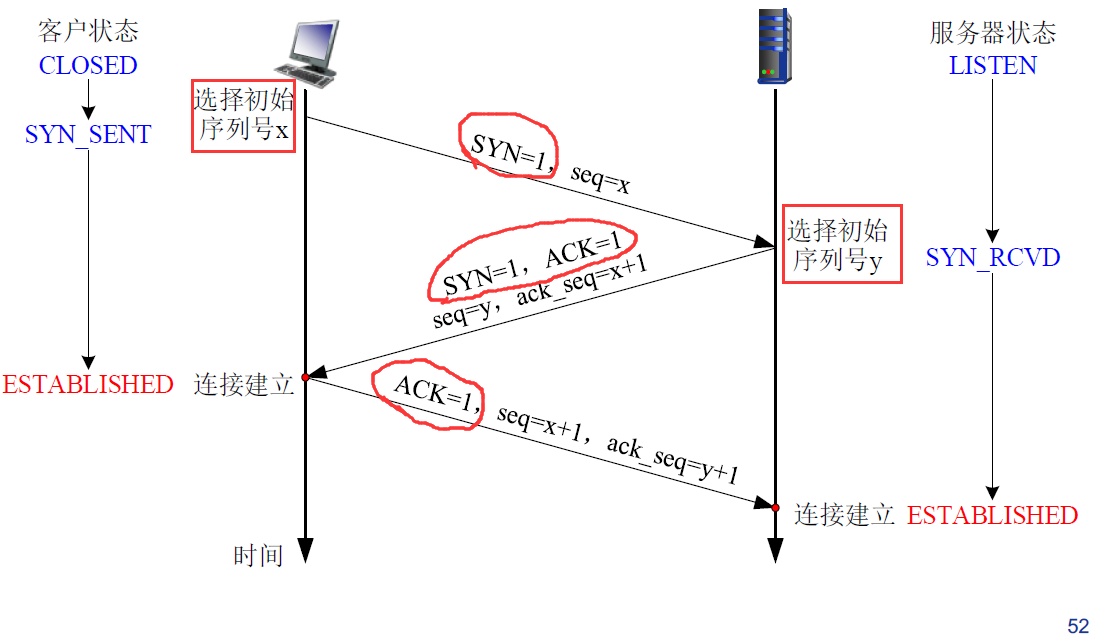 客户状态
CLOSED
服务器状态
LISTEN
选择初始
序列号x
SYN_SENT
SYN=1，seq=x
选择初始
序列号y
SYN_RCVD
SYN=1，ACK=1
seq=y，ack_seq=x+1
ESTABLISHED 连接建立
ACK=1，seq=x+1，ack_seq=y+1
连接建立 ESTABLISHED
时间
52